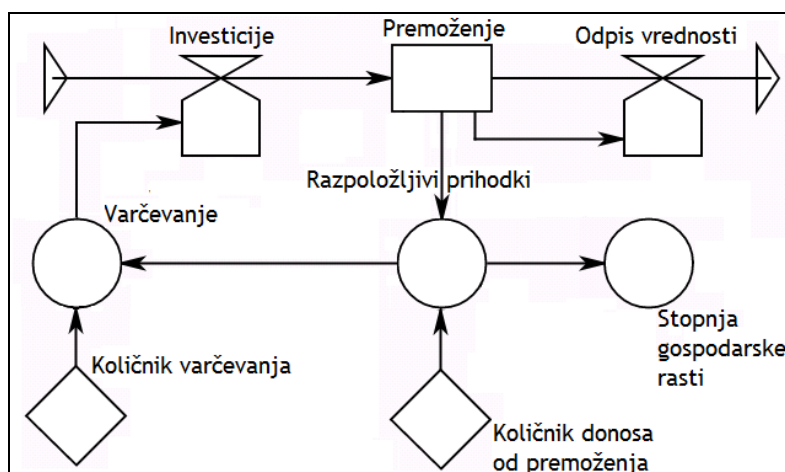 Investicije
Premoženje
Odpis vrednosti
Razpoložljivi prihodki
Varčevanje
Stopnja
gospodarske
rasti
Količnik varčevanja
Količnik donosa
od premoženja